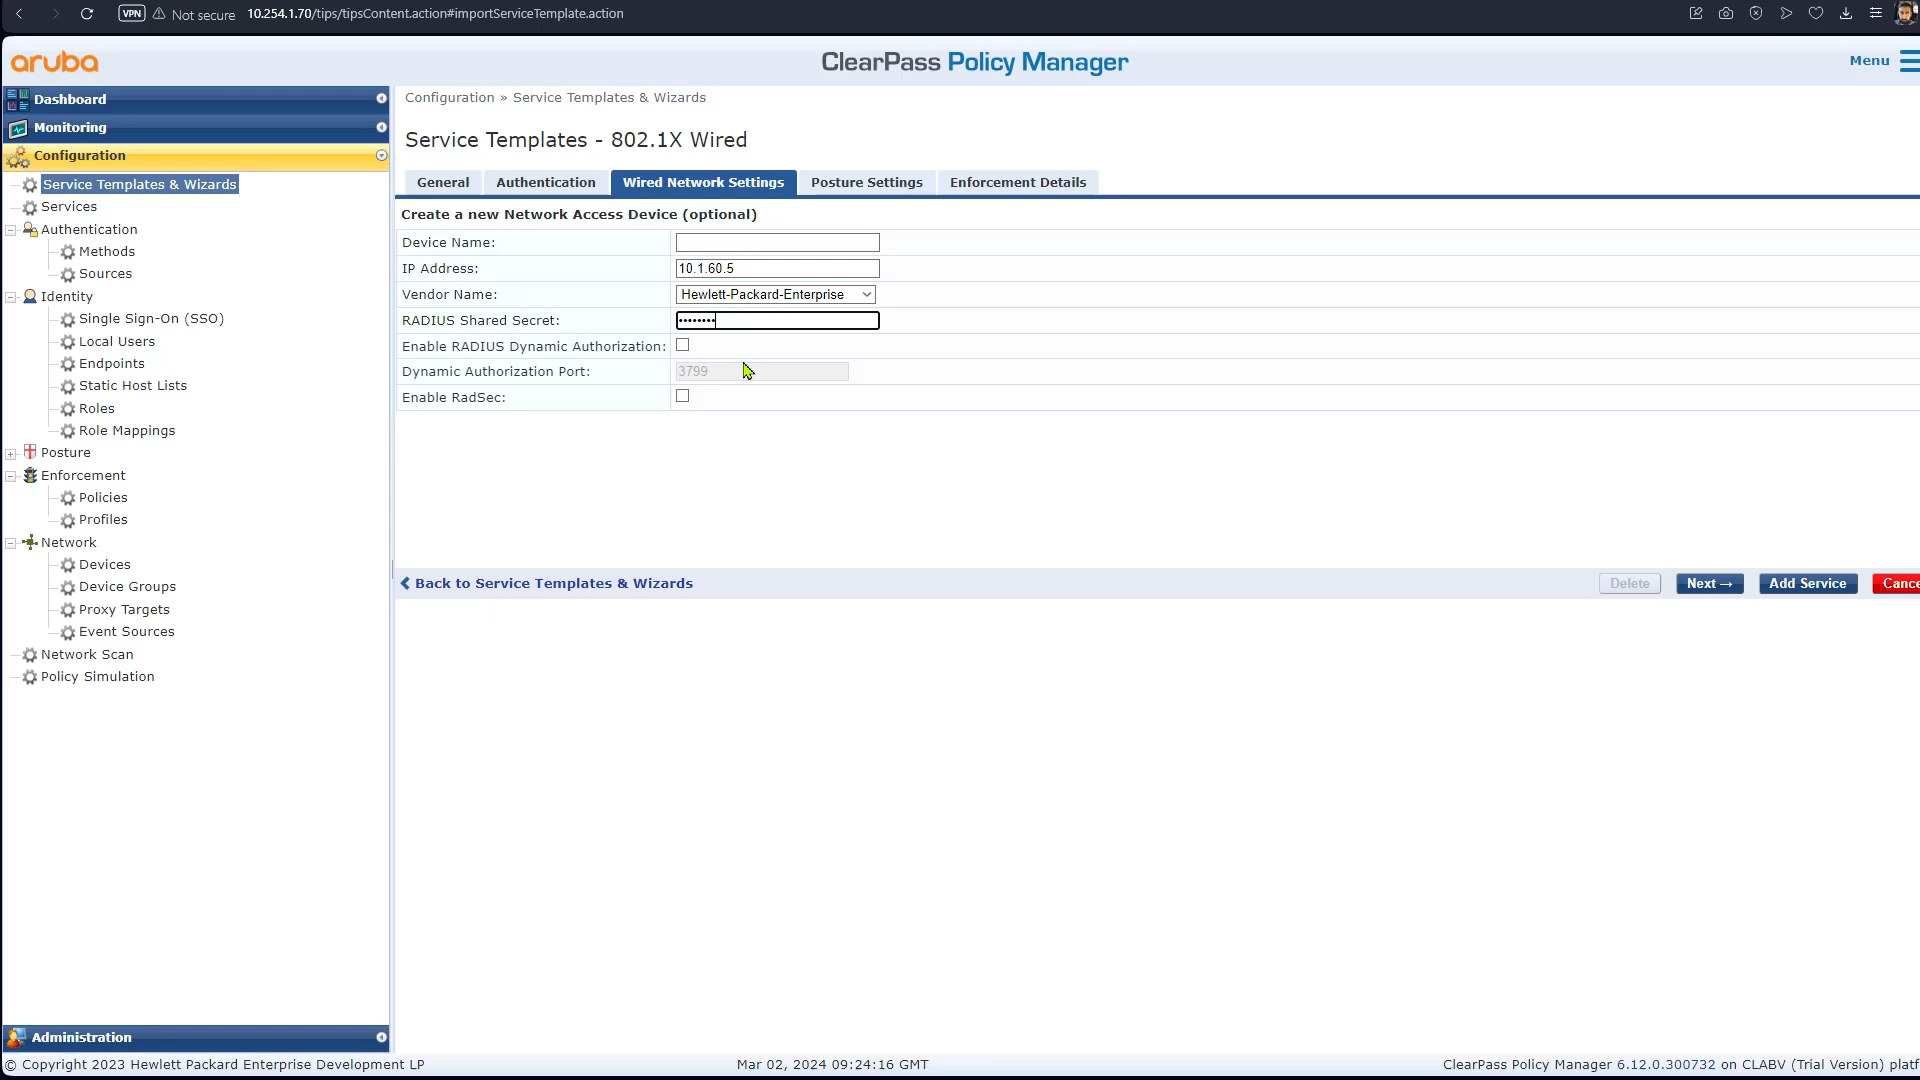 VPN Not secure 10.254.1.70/tips/tipsContent.action#importServiceTemplate.action
aruba
ClearPass Policy Manager
Menu
Dashboard
Monitoring
Configuration
Service Templates & Wizards
Services
Authentication
Methods
Sources
Identity
Single Sign-On (SSO)
Local Users
Endpoints
Static Host Lists
Roles
Role Mappings
Posture
Enforcement
Policies
Profiles
Network
Devices
Device Groups
Proxy Targets
Event Sources
Network Scan
Policy Simulation
Administration
Configuration » Service Templates & Wizards
Service Templates - 802.1X Wired
General Authentication Wired Network Settings Posture Settings Enforcement Details
Create a new Network Access Device (optional)
Device Name:
IP Address: 10.1.60.5
Vendor Name: Hewlett-Packard-Enterprise
RADIUS Shared Secret: ••••••••
Enable RADIUS Dynamic Authorization:
Dynamic Authorization Port: 3799
Enable RadSec:
Back to Service Templates & Wizards Delete Next → Add Service Cance
© Copyright 2023 Hewlett Packard Enterprise Development LP Mar 02, 2024 09:24:16 GMT ClearPass Policy Manager 6.12.0.300732 on CLABV (Trial Version) platf